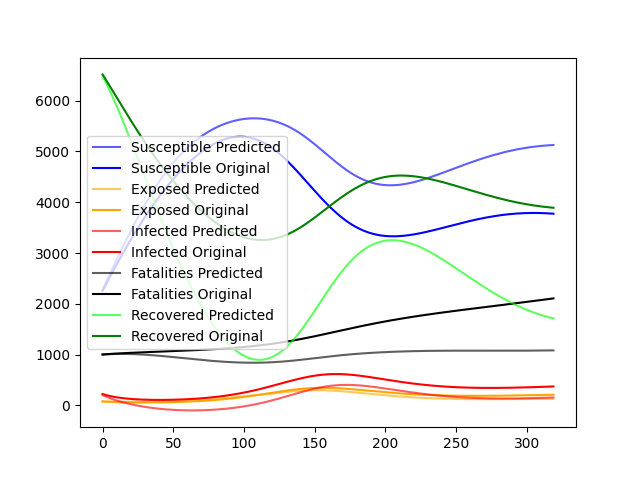 6000
5000
4000
3000
2000
1000
0
Susceptible Predicted
Susceptible Original
Exposed Predicted
Exposed Original
Infected Predicted
Infected Original
Fatalities Predicted
Fatalities Original
Recovered Predicted
Recovered Original
0 50 100 150 200 250 300